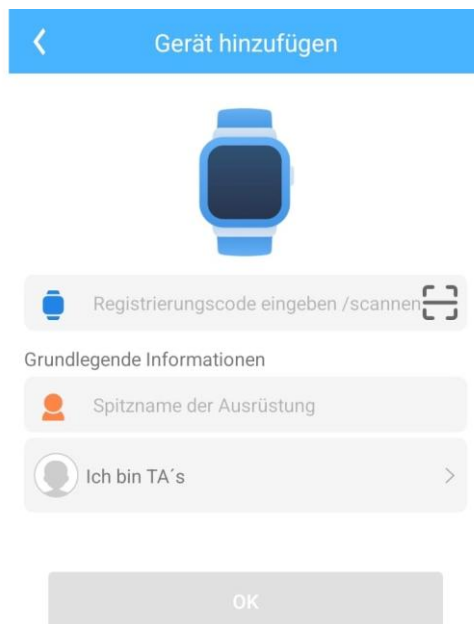 Gerät hinzufügen
Registrierungscode eingeben /scannen
Grundlegende Informationen
Spitzname der Ausrüstung
Ich bin TA´s
OK